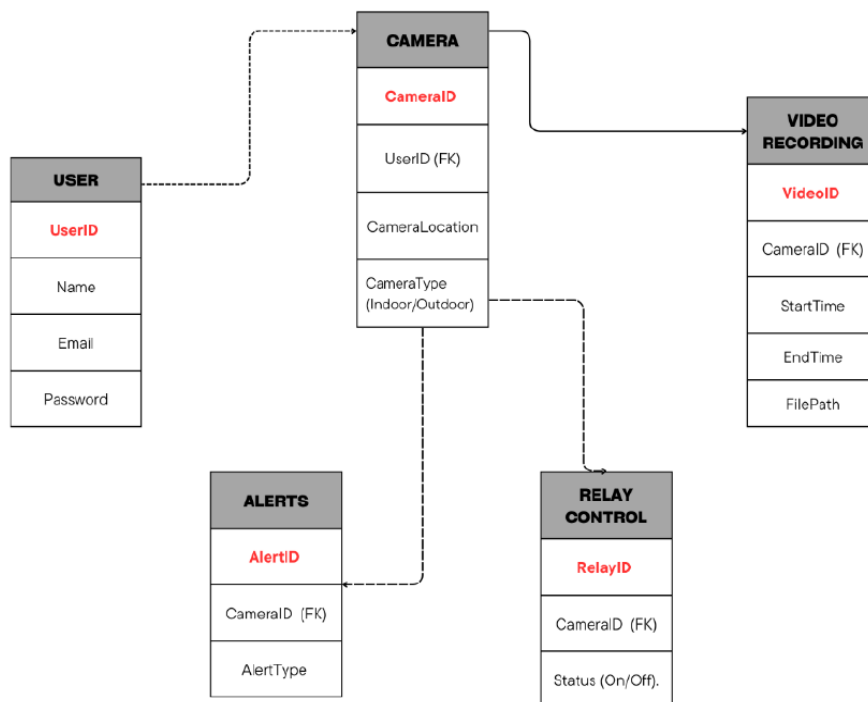 CAMERA
CameraID
UserID (FK)
CameraLocation
CameraType
(Indoor/Outdoor)
VIDEO
RECORDING
VideoID
CameraID (FK)
StartTime
EndTime
FilePath
USER
UserID
Name
Email
Password
ALERTS
AlertID
CameraID (FK)
AlertType
RELAY
CONTROL
RelayID
CameraID (FK)
Status (On/Off).